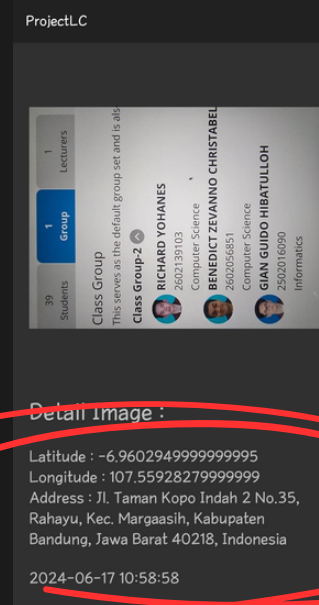 ProjectLC
39
Students
1
Group
1
Lecturers
Class Group
This serves as the default group set and is als
Class Group-2
RICHARD YOHANES
2602139103
Computer Science
BENEDICT ZEVANNO CHRISTABEL
2602056851
Computer Science
GIAN GUIDO HIBATULLOH
2502016090
Informatics
Detail Image :
Latitude : -6.9602949999999995
Longitude : 107.55928279999999
Address : Jl. Taman Kopo Indah 2 No.35,
Rahayu, Kec. Margaasih, Kabupaten
Bandung, Jawa Barat 40218, Indonesia
2024-06-17 10:58:58